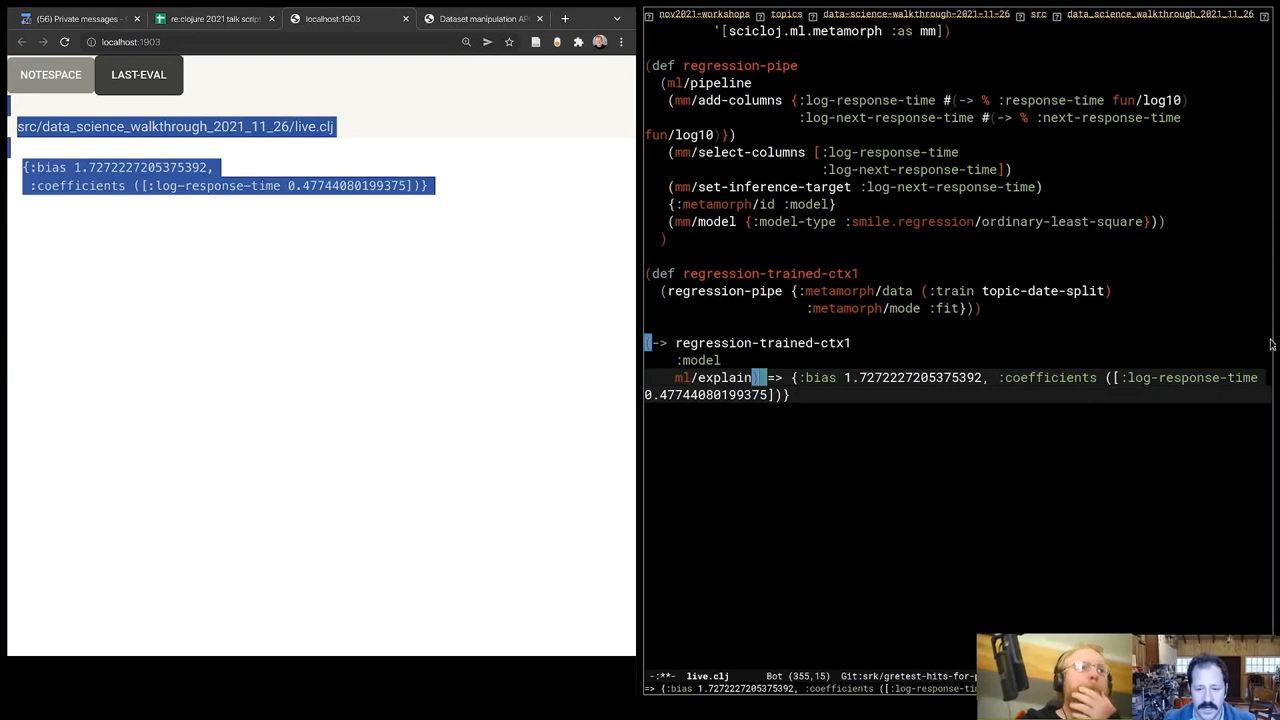 (56) Private messages -
re:clojure 2021 talk script
localhost:1903
Dataset manipulation AP
localhost:1903
NOTESPACE
LAST-EVAL
src/data_science_walkthrough_2021_11_26/live.clj
{:bias 1.7272227205375392,
:coefficients ([:log-response-time 0.47744080199375])}
nov2021-workshops topics data-science-walkthrough-2021-11-26 src data_science_walkthrough_2021_11_26
'[scicloj.ml.metamorph :as mm])
(def regression-pipe
(ml/pipeline
(mm/add-columns {:log-response-time #(-> % :response-time fun/log10)
:log-next-response-time #(-> % :next-response-time
fun/log10)})
(mm/select-columns [:log-response-time
:log-next-response-time])
(mm/set-inference-target :log-next-response-time)
{:metamorph/id :model}
(mm/model {:model-type :smile.regression/ordinary-least-square}))
)
(def regression-trained-ctx1
(regression-pipe {:metamorph/data (:train topic-date-split)
:metamorph/mode :fit}))
(-> regression-trained-ctx1
:model
ml/explain) => {:bias 1.7272227205375392, :coefficients ([:log-response-time
0.47744080199375])}
-:**- live.clj Bot (355,15) Git:srk/gretest-hits-for-p
=> {:bias 1.7272227205375392, :coefficients ([:log-response-tim